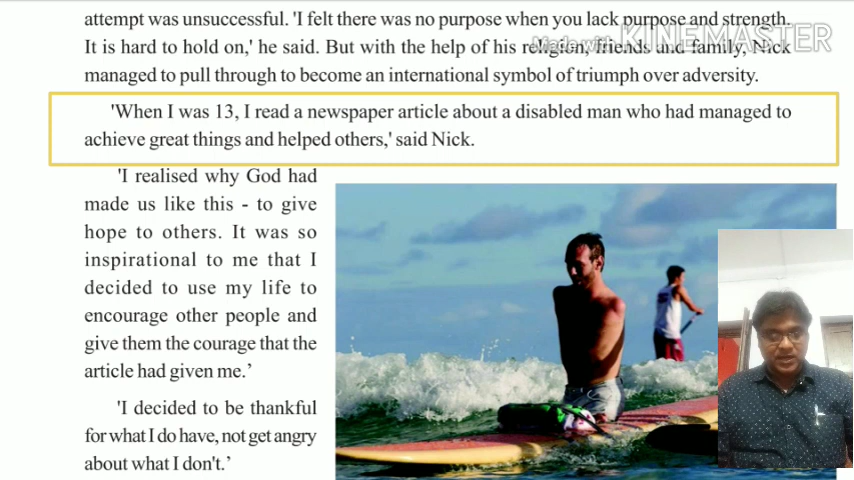 attempt was unsuccessful. 'I felt there was no purpose when you lack purpose and strength.
It is hard to hold on,' he said. But with the help of his religion, friends and family, Nick
managed to pull through to become an international symbol of triumph over adversity.
Made with KINEMASTER
'When I was 13, I read a newspaper article about a disabled man who had managed to
achieve great things and helped others,' said Nick.
'I realised why God had
made us like this - to give
hope to others. It was so
inspirational to me that I
decided to use my life to
encourage other people and
give them the courage that the
article had given me.’
'I decided to be thankful
for what I do have, not get angry
about what I don't.’